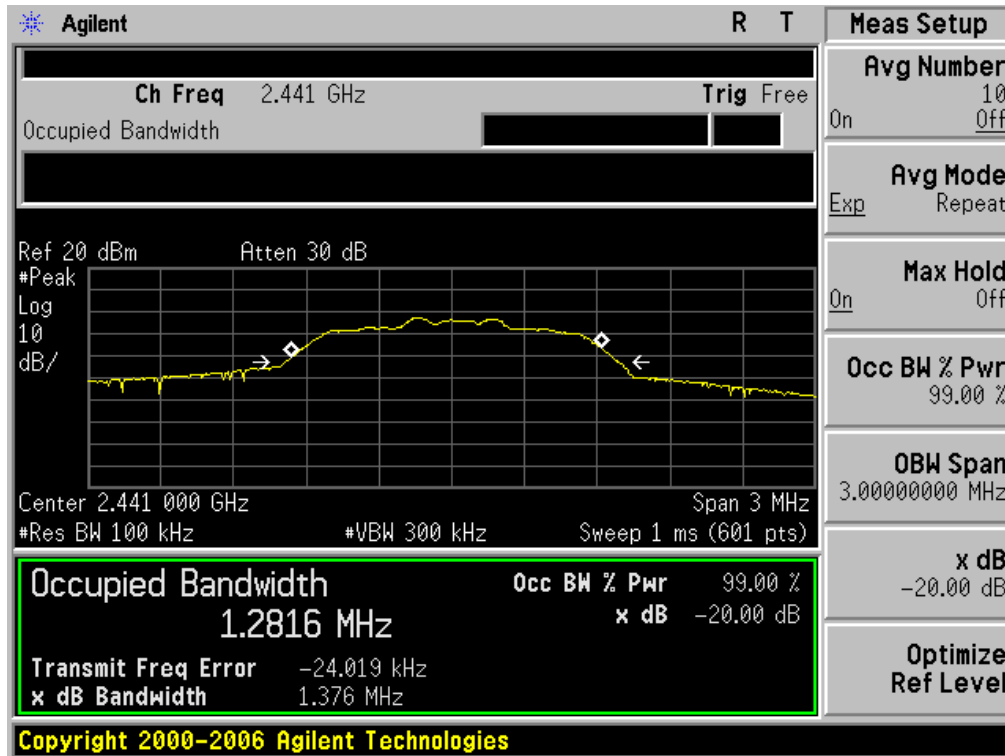 Agilent R T
Ch Freq 2.441 GHz Trig Free
Occupied Bandwidth
Ref 20 dBm Atten 30 dB
#Peak
Log
10
dB/
Center 2.441 000 GHz Span 3 MHz
#Res BW 100 kHz #VBW 300 kHz Sweep 1 ms (601 pts)
Occupied Bandwidth
1.2816 MHz
Occ BW % Pwr 99.00 %
x dB -20.00 dB
Transmit Freq Error -24.019 kHz
x dB Bandwidth 1.376 MHz
Copyright 2000-2006 Agilent Technologies
Meas Setup
Avg Number
10
On Off
Avg Mode
Exp Repeat
Max Hold
On Off
Occ BW % Pwr
99.00 %
OBW Span
3.00000000 MHz
x dB
-20.00 dB
Optimize
Ref Level